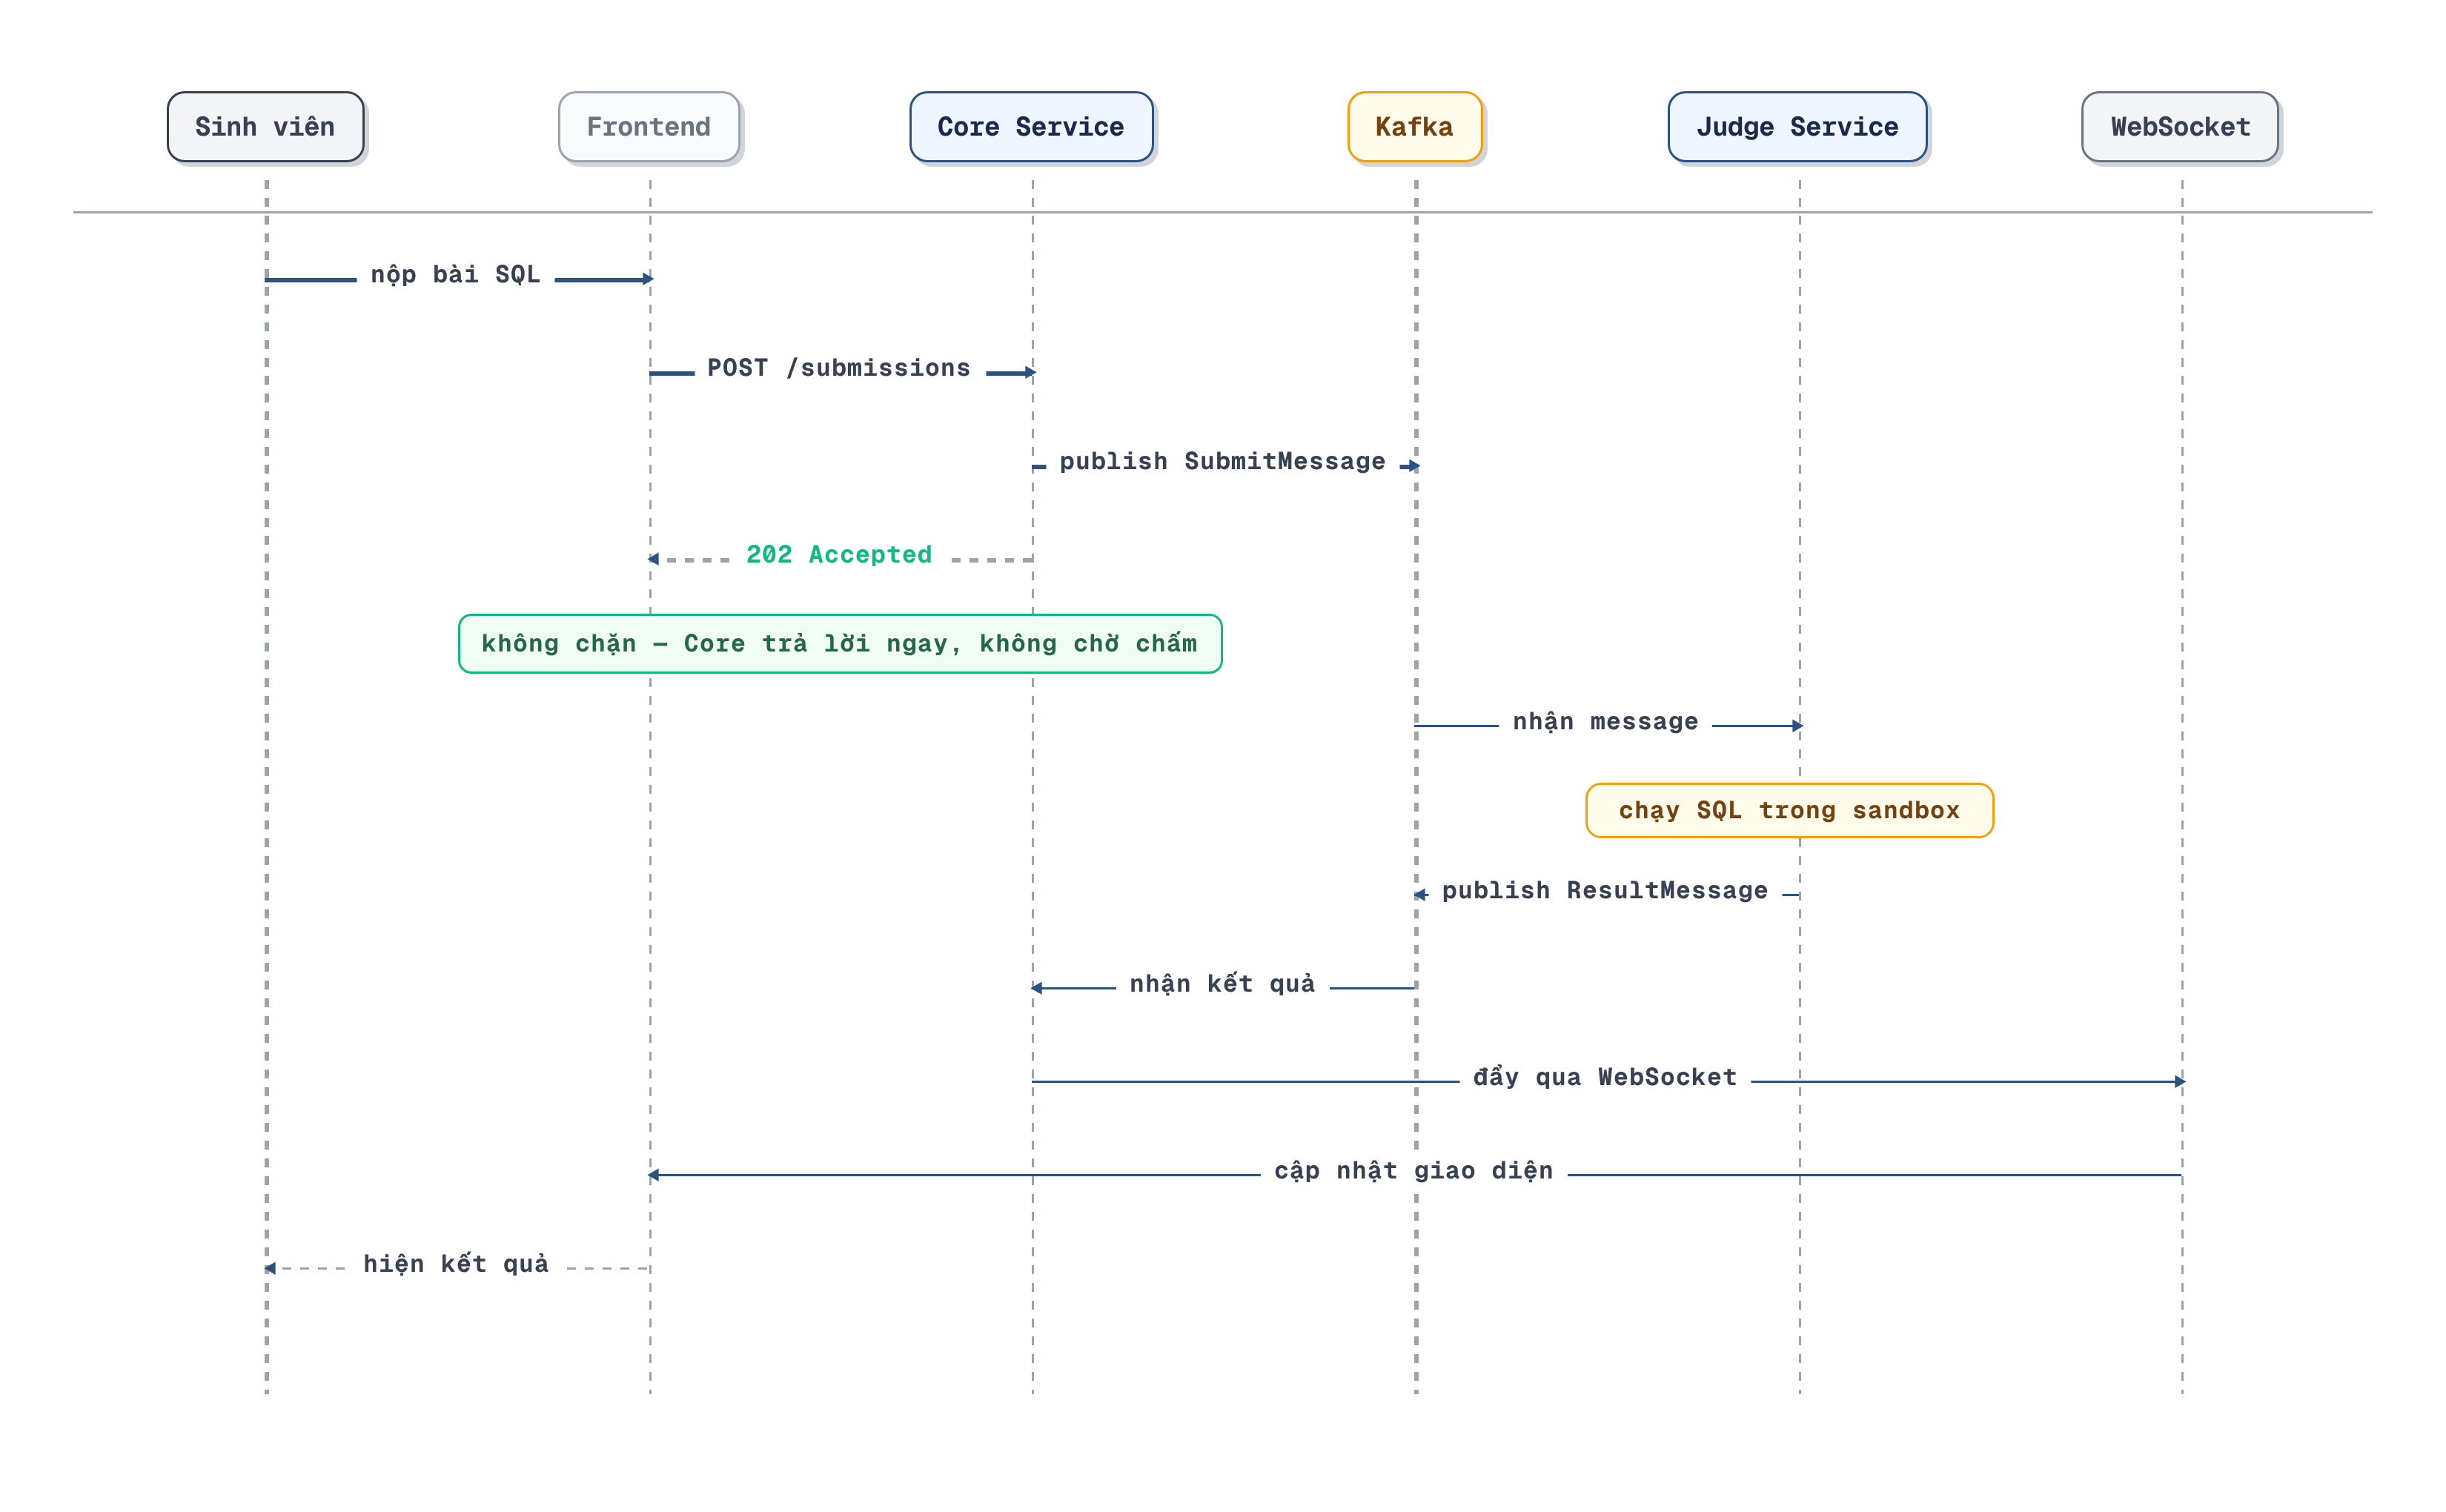 Sinh viên
Frontend
Core Service
Kafka
Judge Service
WebSocket
nộp bài SQL
POST /submissions
publish SubmitMessage
202 Accepted
không chặn — Core trả lời ngay, không chờ chấm
nhận message
chạy SQL trong sandbox
publish ResultMessage
nhận kết quả
đẩy qua WebSocket
cập nhật giao diện
hiện kết quả